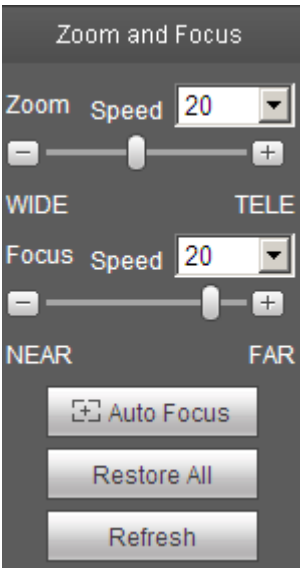 Zoom and Focus
Zoom Speed 20
WIDE TELE
Focus Speed 20
NEAR FAR
Auto Focus
Restore All
Refresh